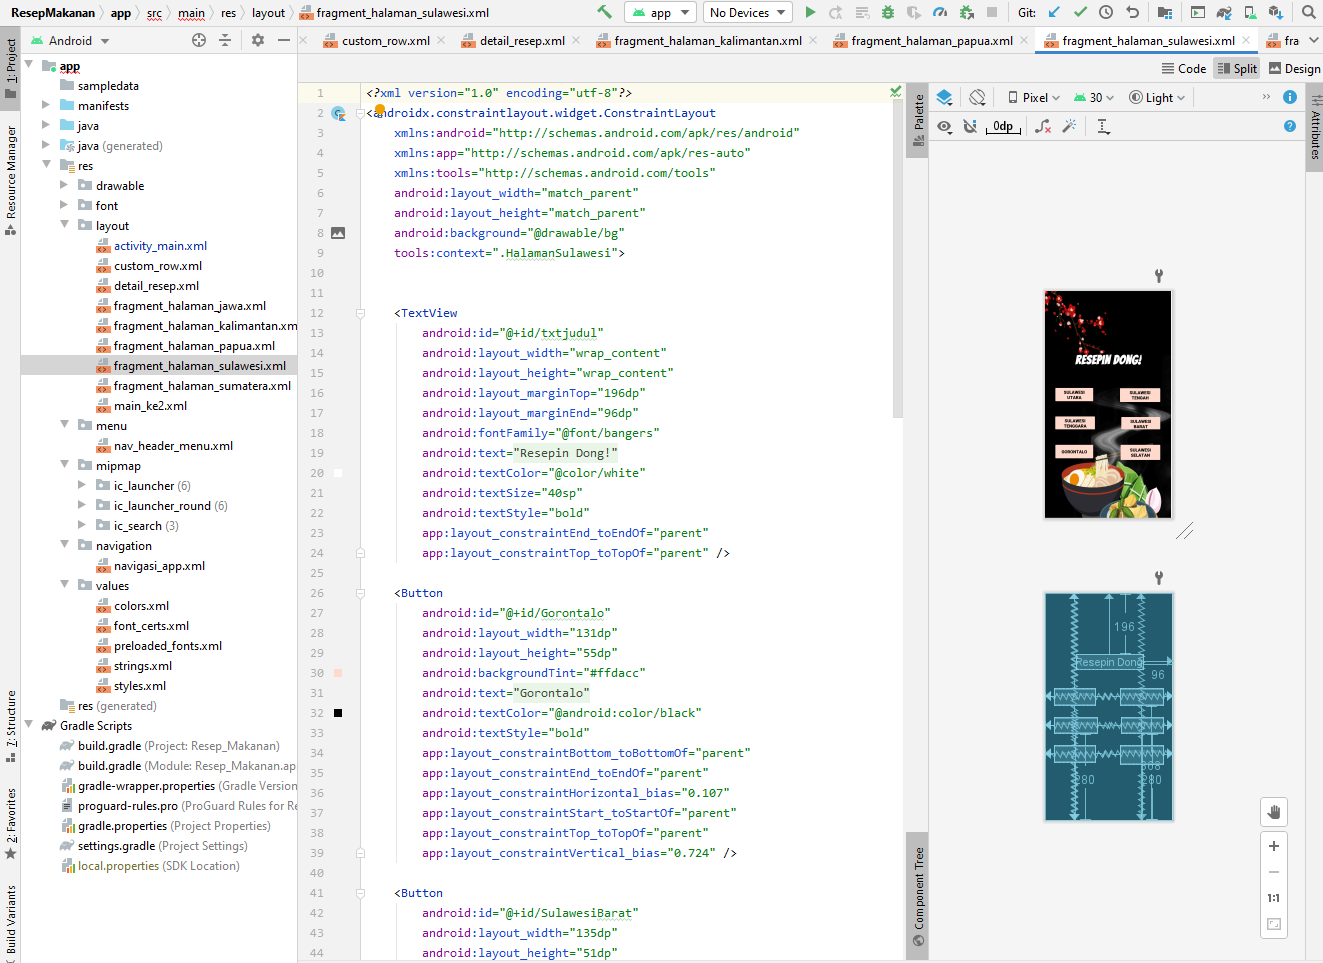 ResepMakanan app src main res layout fragment_halaman_sulawesi.xml app No Devices Git:
Android custom_row.xml detail_resep.xml fragment_halaman_kalimantan.xml fragment_halaman_papua.xml fragment_halaman_sulawesi.xml fra
Code Split Design
1: Project
Resource Manager
7: Structure
2: Favorites
Build Variants
app
sampledata
manifests
java
java (generated)
res
drawable
font
layout
activity_main.xml
custom_row.xml
detail_resep.xml
fragment_halaman_jawa.xml
fragment_halaman_kalimantan.xm
fragment_halaman_papua.xml
fragment_halaman_sulawesi.xml
fragment_halaman_sumatera.xml
main_ke2.xml
menu
nav_header_menu.xml
mipmap
ic_launcher (6)
ic_launcher_round (6)
ic_search (3)
navigation
navigasi_app.xml
values
colors.xml
font_certs.xml
preloaded_fonts.xml
strings.xml
styles.xml
res (generated)
Gradle Scripts
build.gradle (Project: Resep_Makanan)
build.gradle (Module: Resep_Makanan.ap
gradle-wrapper.properties (Gradle Version
proguard-rules.pro (ProGuard Rules for Re
gradle.properties (Project Properties)
settings.gradle (Project Settings)
local.properties (SDK Location)
1 <?xml version="1.0" encoding="utf-8"?>
2 <androidx.constraintlayout.widget.ConstraintLayout
3 xmlns:android="http://schemas.android.com/apk/res/android"
4 xmlns:app="http://schemas.android.com/apk/res-auto"
5 xmlns:tools="http://schemas.android.com/tools"
6 android:layout_width="match_parent"
7 android:layout_height="match_parent"
8 android:background="@drawable/bg"
9 tools:context=".HalamanSulawesi">
10
11
12 <TextView
13 android:id="@+id/txtjudul"
14 android:layout_width="wrap_content"
15 android:layout_height="wrap_content"
16 android:layout_marginTop="196dp"
17 android:layout_marginEnd="96dp"
18 android:fontFamily="@font/bangers"
19 android:text="Resepin Dong!"
20 android:textColor="@color/white"
21 android:textSize="40sp"
22 android:textStyle="bold"
23 app:layout_constraintEnd_toEndOf="parent"
24 app:layout_constraintTop_toTopOf="parent" />
25
26 <Button
27 android:id="@+id/Gorontalo"
28 android:layout_width="131dp"
29 android:layout_height="55dp"
30 android:backgroundTint="#ffdacc"
31 android:text="Gorontalo"
32 android:textColor="@android:color/black"
33 android:textStyle="bold"
34 app:layout_constraintBottom_toBottomOf="parent"
35 app:layout_constraintEnd_toEndOf="parent"
36 app:layout_constraintHorizontal_bias="0.107"
37 app:layout_constraintStart_toStartOf="parent"
38 app:layout_constraintTop_toTopOf="parent"
39 app:layout_constraintVertical_bias="0.724" />
40
41 <Button
42 android:id="@+id/SulawesiBarat"
43 android:layout_width="135dp"
44 android:layout_height="51dp"
Palette
Component Tree
Pixel 30 Light
0dp
Attributes
RESEPIN DONG!
SULAWESI UTARA
SULAWESI TENGAH
SULAWESI TENGGARA
SULAWESI BARAT
GORONTALO
SULAWESI SELATAN
196
Resepin Dong
96
280
280
1:1